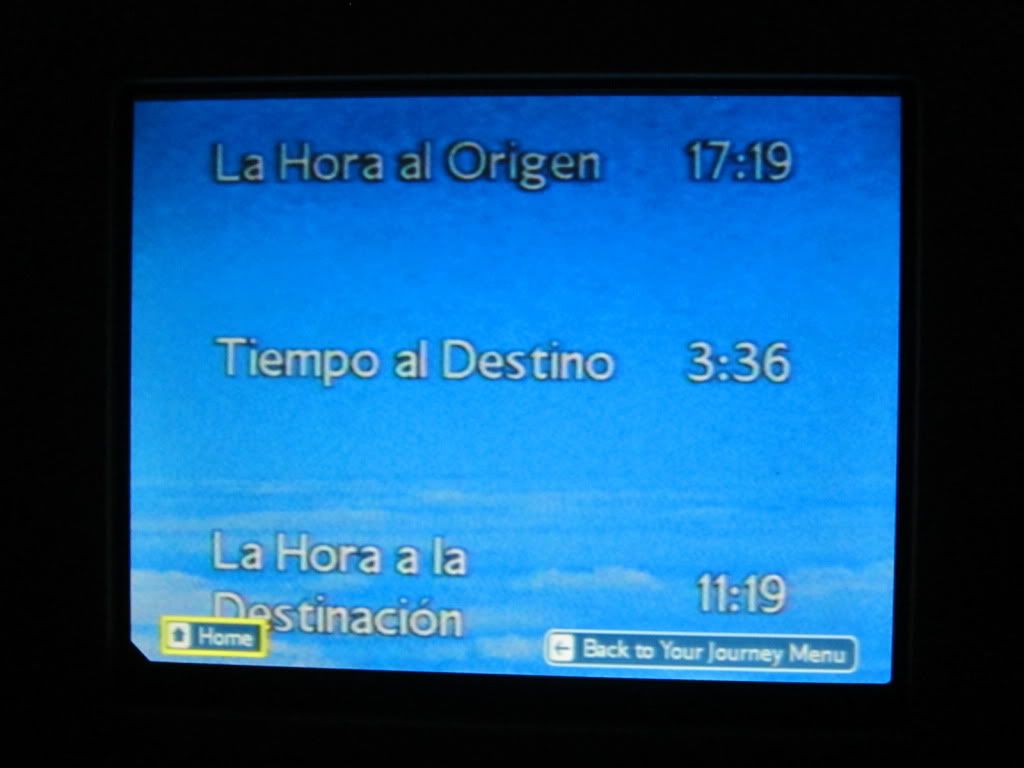 La Hora al Origen 17:19
Tiempo al Destino 3:36
La Hora a la
Destinación 11:19
Home
Back to Your Journey Menu